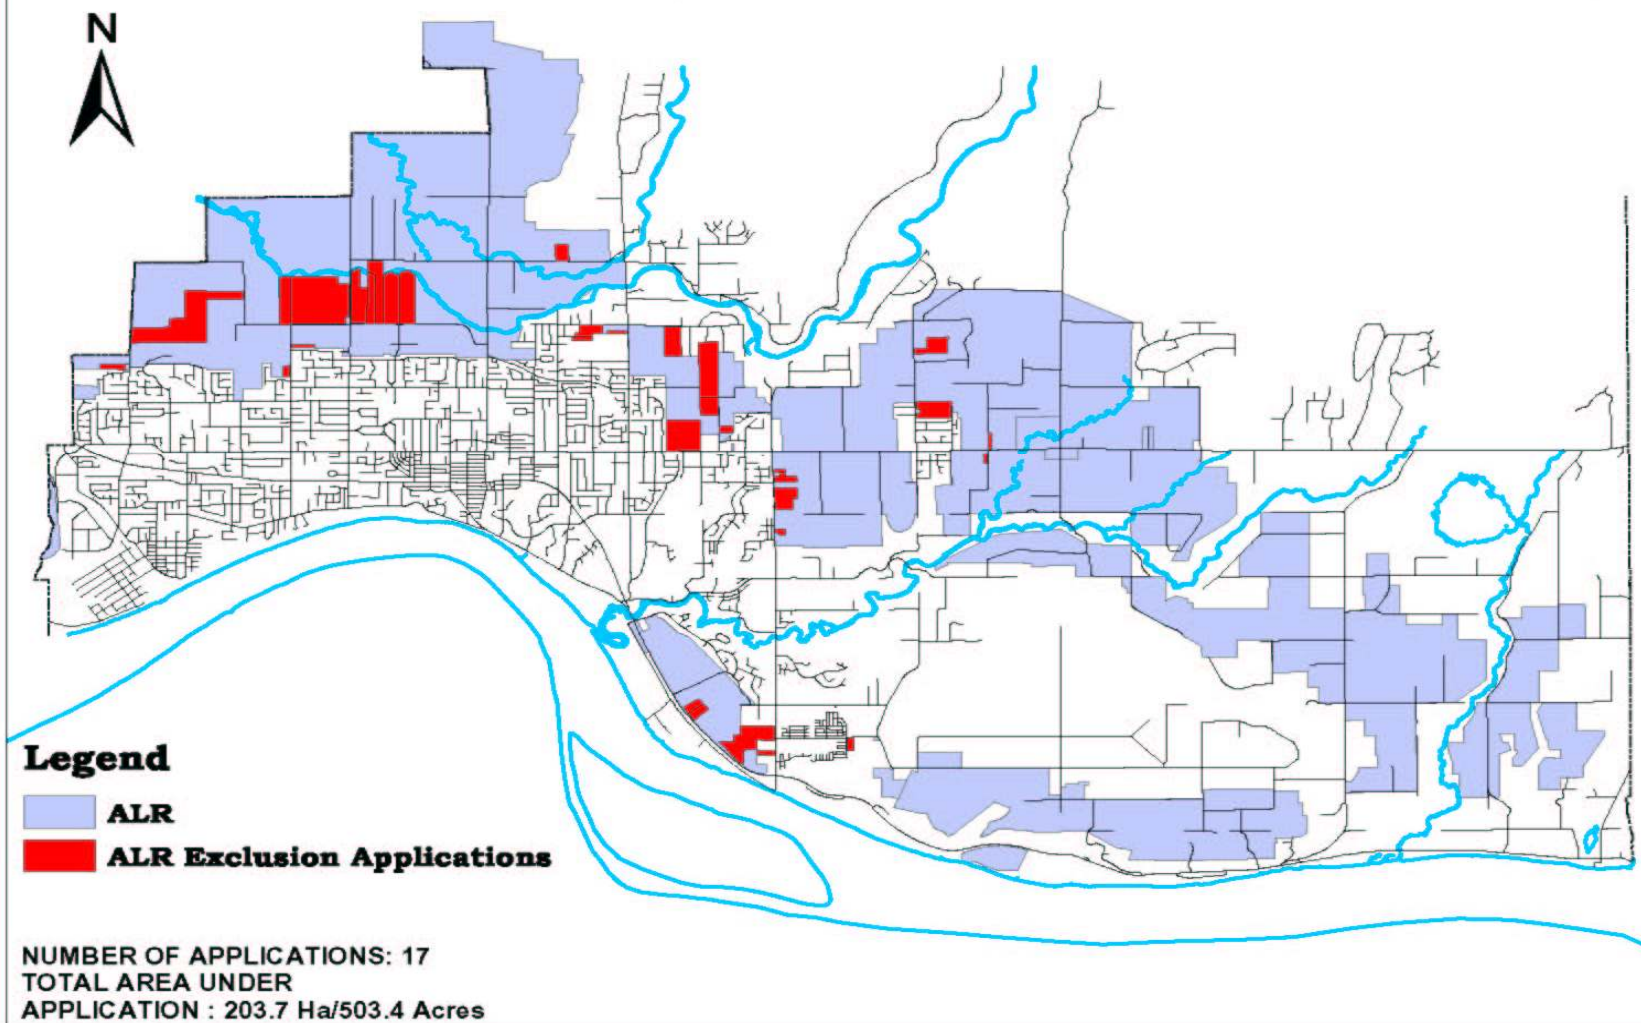 N
Legend
ALR
ALR Exclusion Applications
NUMBER OF APPLICATIONS: 17
TOTAL AREA UNDER
APPLICATION : 203.7 Ha/503.4 Acres